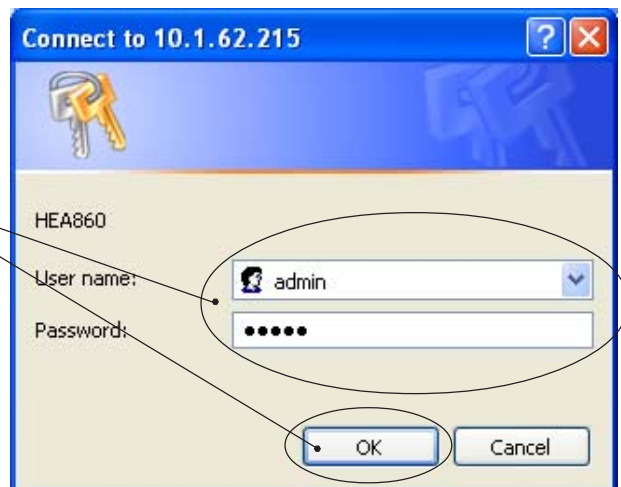 Connect to 10.1.62.215
HEA860
User name:
admin
Password:
•••••
OK
Cancel